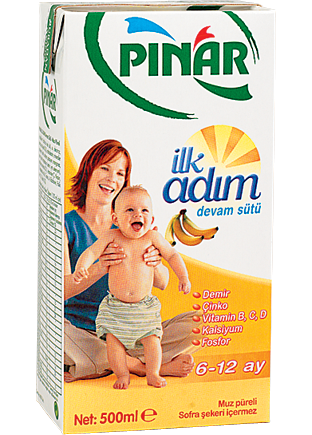 PINAR
ilk
adım
devam sütü
Demir
Çinko
Vitamin B, C, D
Kalsiyum
Fosfor
6-12 ay
Muz püreli
Net: 500ml e
Sofra şekeri içermez